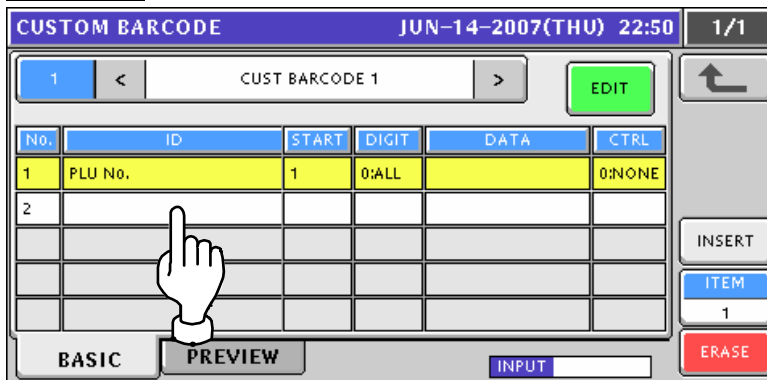 CUSTOM BARCODE JUN-14-2007(THU) 22:50 1/1
1 < CUST BARCODE 1 > EDIT
No. ID START DIGIT DATA CTRL
1 PLU No. 1 0:ALL 0:NONE
2
INSERT
ITEM
1
BASIC PREVIEW INPUT ERASE